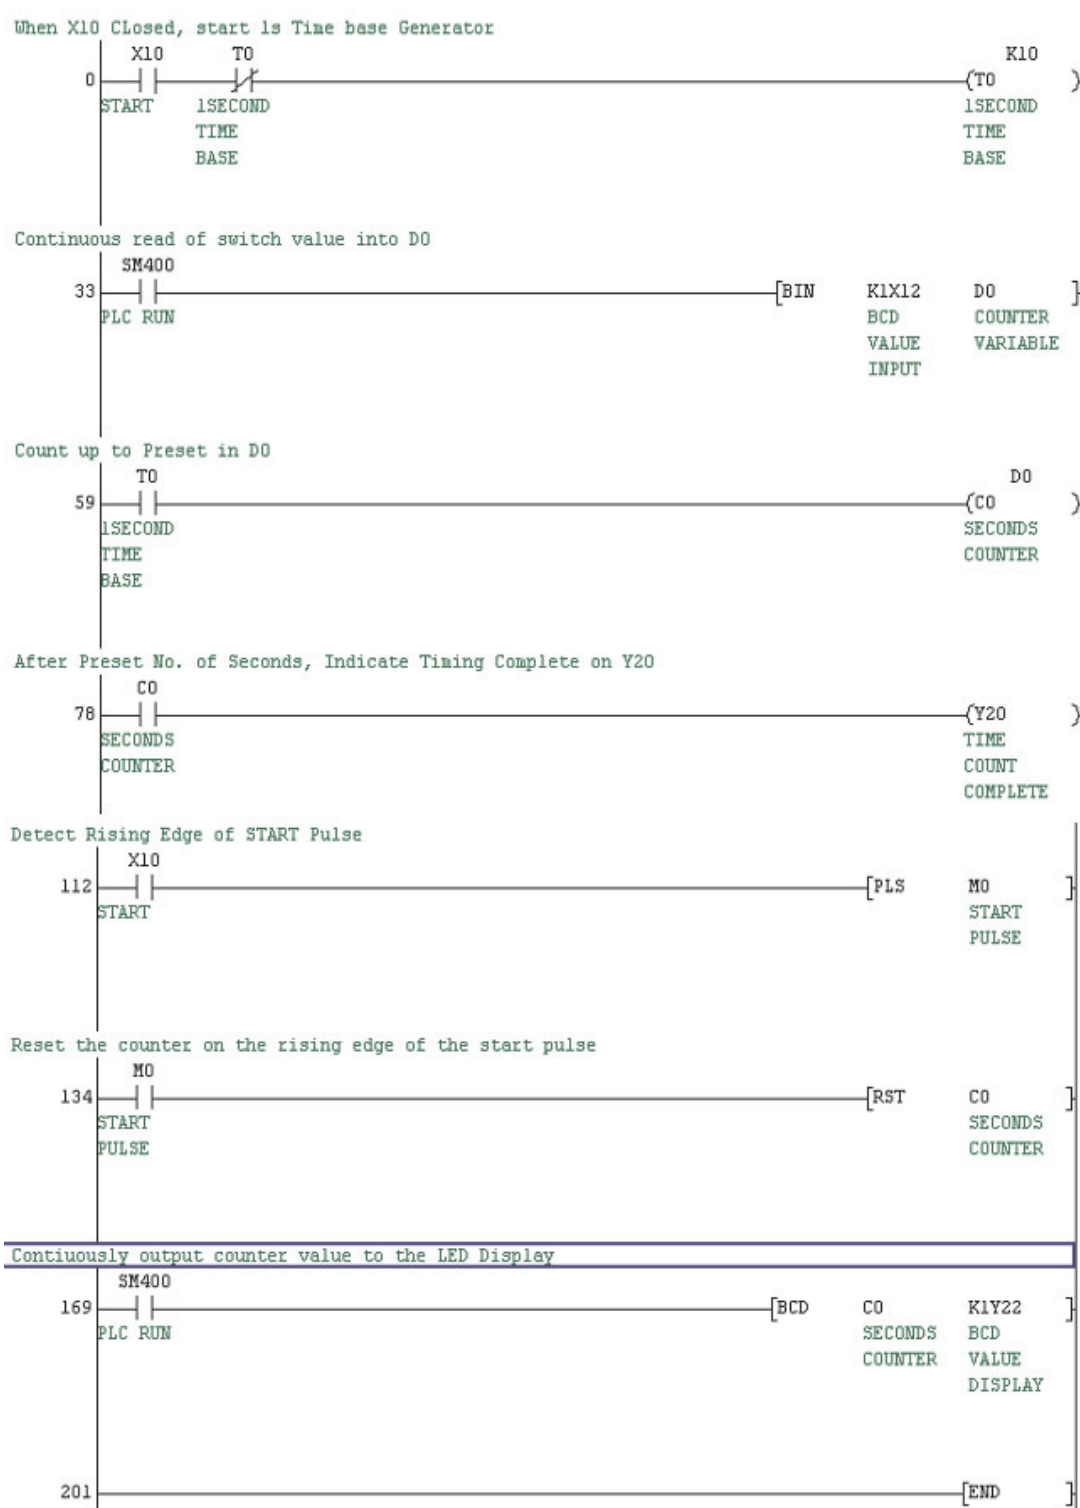 When X10 CLosed, start 1s Time base Generator
X10 T0 K10
0 (T0 )
START 1SECOND 1SECOND
TIME TIME
BASE BASE
Continuous read of switch value into D0
SM400
33 [BIN K1X12 D0 ]
PLC RUN BCD COUNTER
VALUE VARIABLE
INPUT
Count up to Preset in D0
T0 D0
59 (C0 )
1SECOND SECONDS
TIME COUNTER
BASE
After Preset No. of Seconds, Indicate Timing Complete on Y20
C0
78 (Y20 )
SECONDS TIME
COUNTER COUNT
COMPLETE
Detect Rising Edge of START Pulse
X10
112 [PLS M0 ]
START START
PULSE
Reset the counter on the rising edge of the start pulse
M0
134 [RST C0 ]
START SECONDS
PULSE COUNTER
Contiuously output counter value to the LED Display
SM400
169 [BCD C0 K1Y22 ]
PLC RUN SECONDS BCD
COUNTER VALUE
DISPLAY
201 [END ]